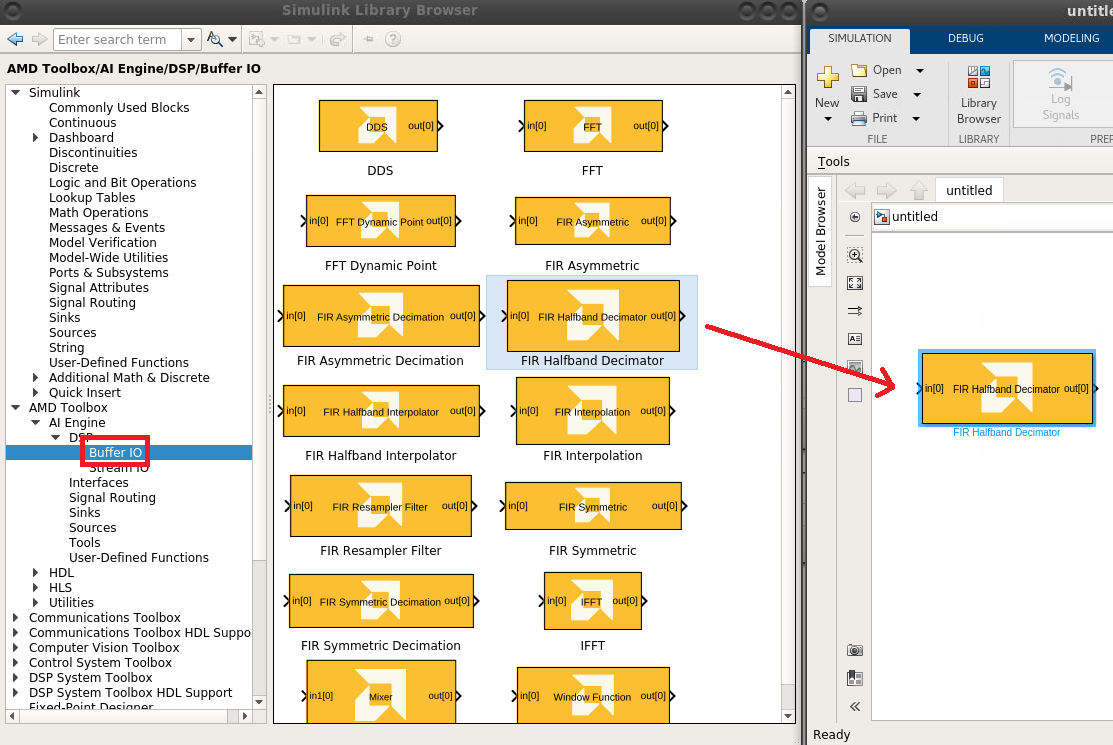 Simulink Library Browser
Enter search term
AMD Toolbox/AI Engine/DSP/Buffer IO
Simulink
Commonly Used Blocks
Continuous
Dashboard
Discontinuities
Discrete
Logic and Bit Operations
Lookup Tables
Math Operations
Messages & Events
Model Verification
Model-Wide Utilities
Ports & Subsystems
Signal Attributes
Signal Routing
Sinks
Sources
String
User-Defined Functions
Additional Math & Discrete
Quick Insert
AMD Toolbox
AI Engine
DSP
Buffer IO
Stream IO
Interfaces
Signal Routing
Sinks
Sources
Tools
User-Defined Functions
HDL
HLS
Utilities
Communications Toolbox
Communications Toolbox HDL Suppo
Computer Vision Toolbox
Control System Toolbox
DSP System Toolbox
DSP System Toolbox HDL Support
Fixed-Point Designer
DDS out[0]
DDS
in[0] FFT out[0]
FFT
in[0] FFT Dynamic Point out[0]
FFT Dynamic Point
in[0] FIR Asymmetric out[0]
FIR Asymmetric
in[0] FIR Asymmetric Decimation out[0]
FIR Asymmetric Decimation
in[0] FIR Halfband Decimator out[0]
FIR Halfband Decimator
in[0] FIR Halfband Interpolator out[0]
FIR Halfband Interpolator
in[0] FIR Interpolation out[0]
FIR Interpolation
in[0] FIR Resampler Filter out[0]
FIR Resampler Filter
in[0] FIR Symmetric out[0]
FIR Symmetric
in[0] FIR Symmetric Decimation out[0]
FIR Symmetric Decimation
in[0] IFFT out[0]
IFFT
in1[0] Mixer out[0]
in[0] Window Function out[0]
untitl
SIMULATION DEBUG MODELING
New
Open
Save
Print
FILE
Library
Browser
LIBRARY
Log
Signals
PREP
Tools
Model Browser
untitled
untitled
in[0] FIR Halfband Decimator out[0]
FIR Halfband Decimator
Ready